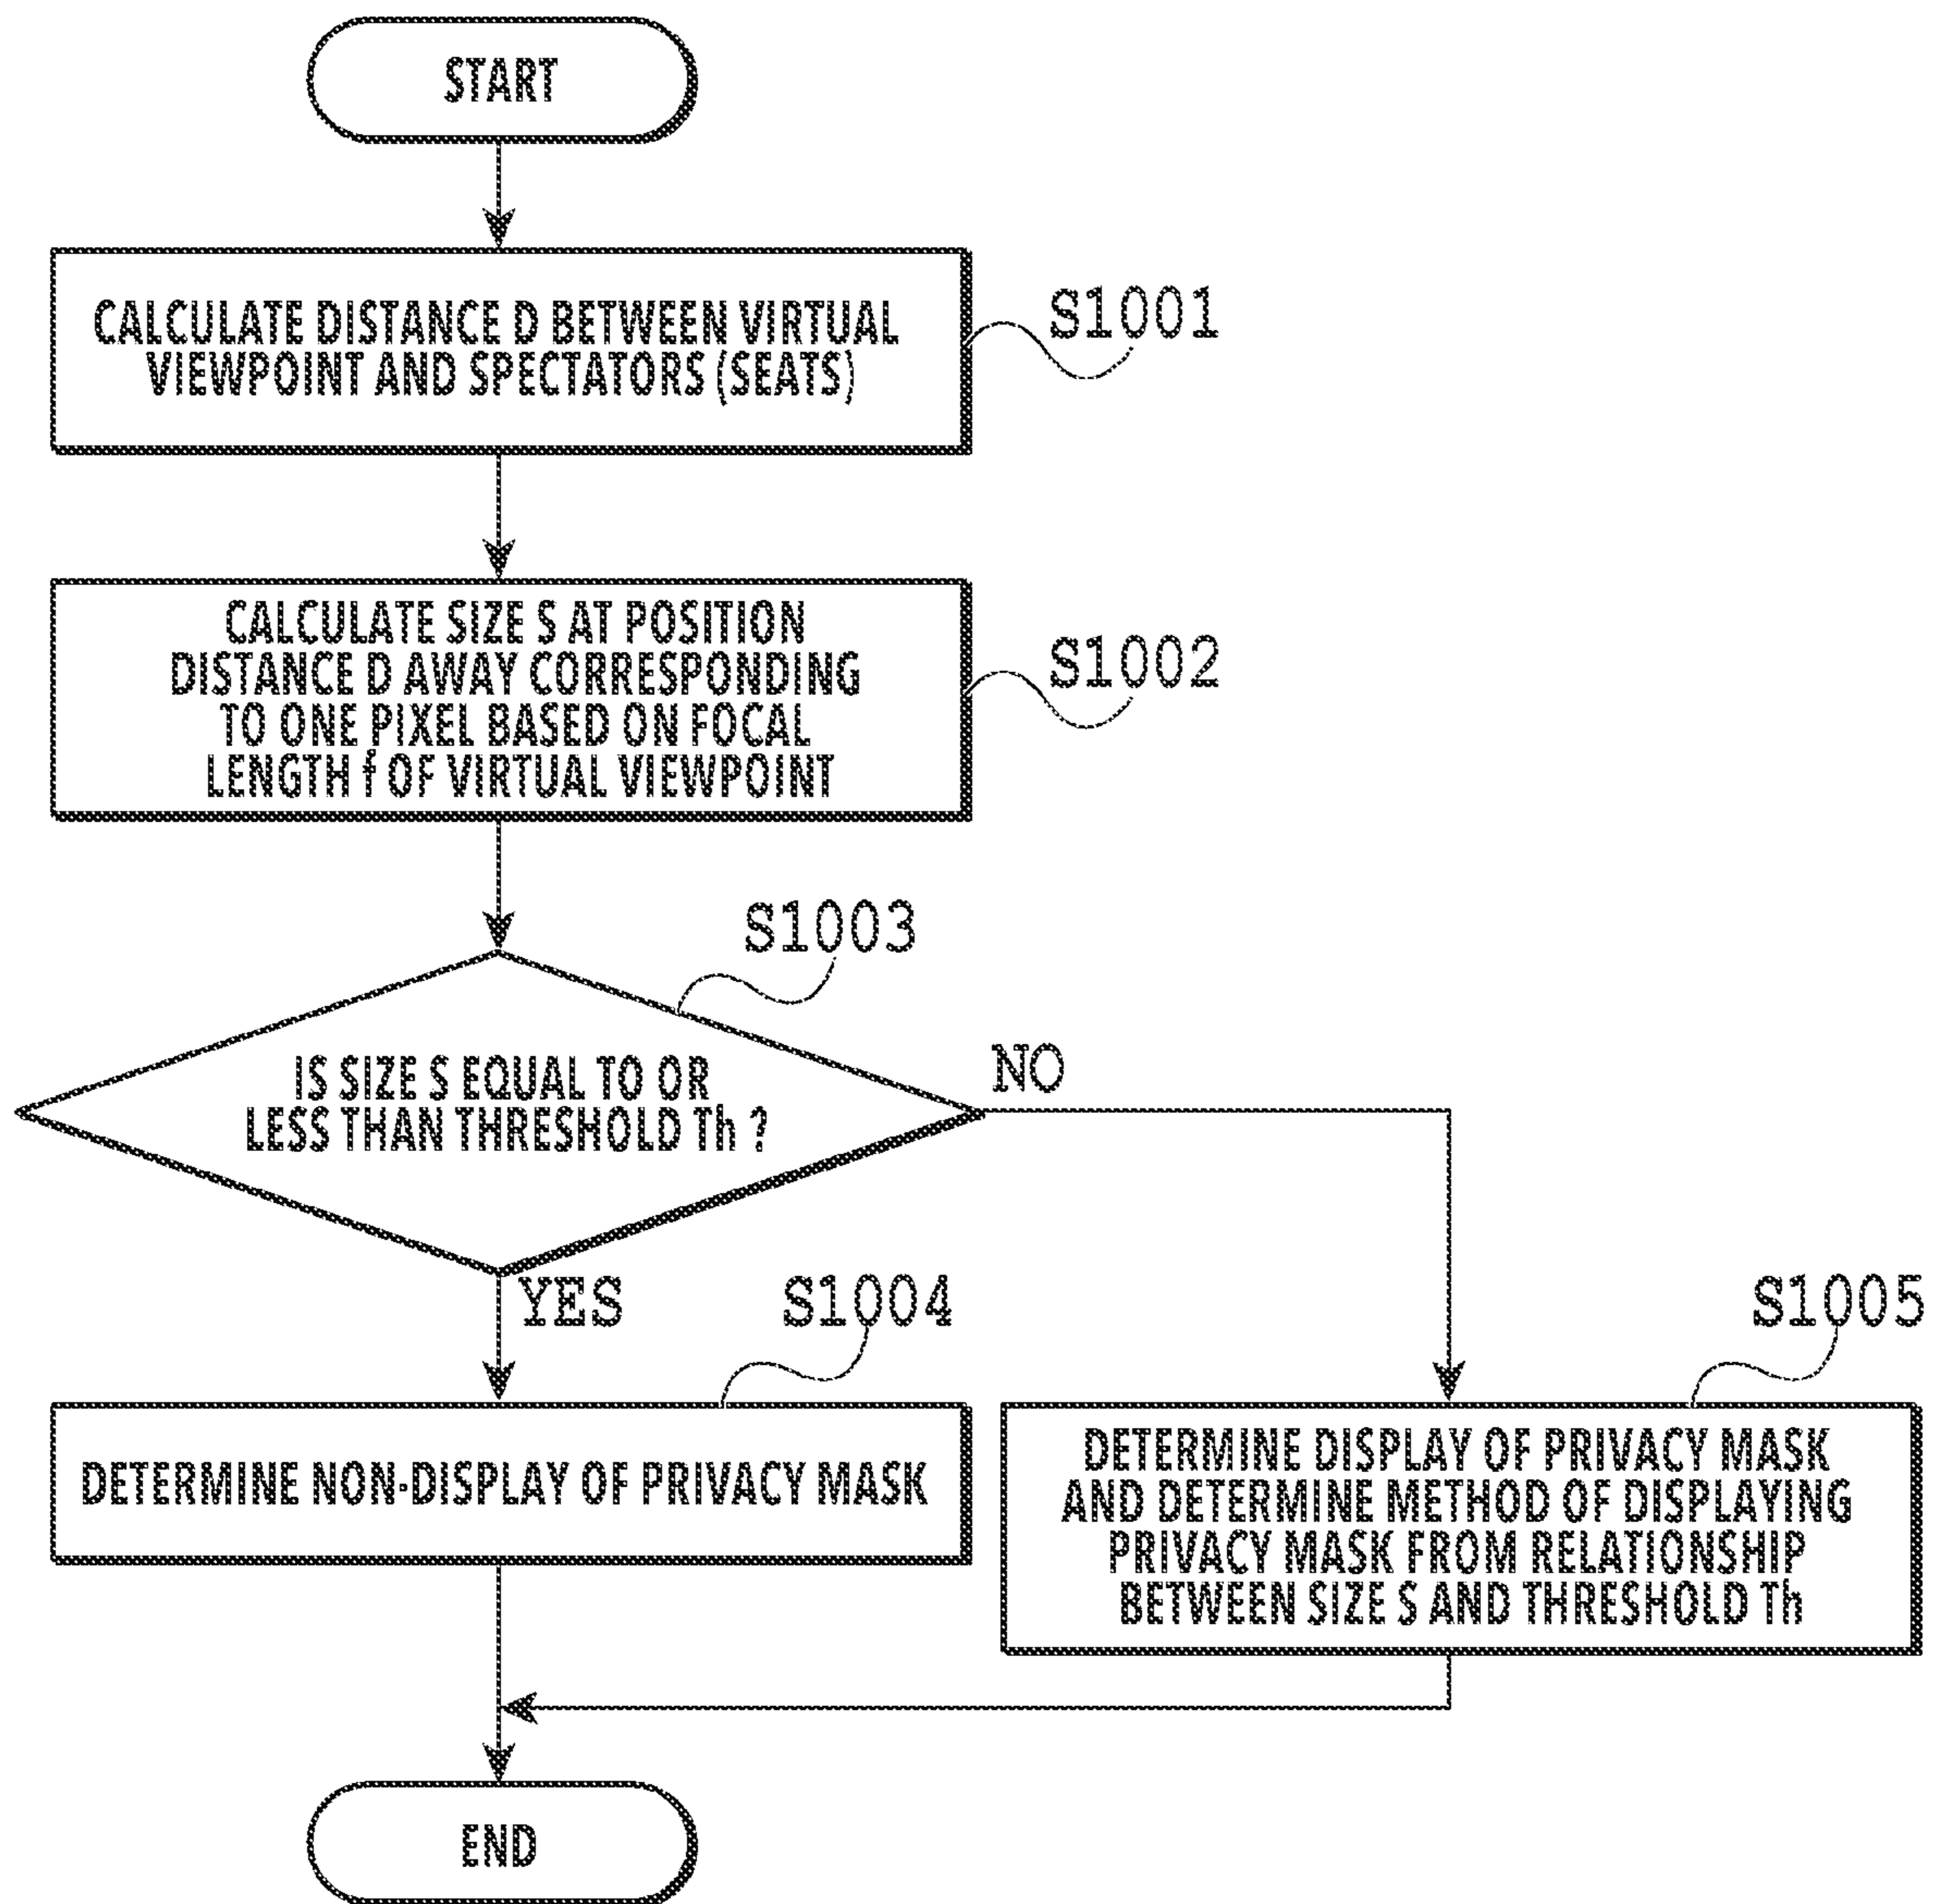 START
CALCULATE DISTANCE D BETWEEN VIRTUAL
VIEWPOINT AND SPECTATORS (SEATS)
S1001
CALCULATE SIZE S AT POSITION
DISTANCE D AWAY CORRESPONDING
TO ONE PIXEL BASED ON FOCAL
LENGTH f OF VIRTUAL VIEWPOINT
S1002
S1003
IS SIZE S EQUAL TO OR
LESS THAN THRESHOLD Th ?
NO
YES
S1004
S1005
DETERMINE NON-DISPLAY OF PRIVACY MASK
DETERMINE DISPLAY OF PRIVACY MASK
AND DETERMINE METHOD OF DISPLAYING
PRIVACY MASK FROM RELATIONSHIP
BETWEEN SIZE S AND THRESHOLD Th
END